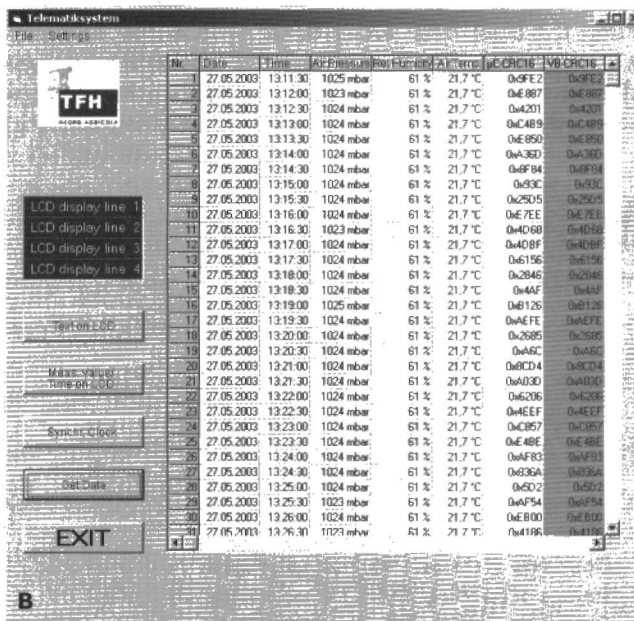 Telematiksystem
File Settings
TFH
LCD display line 1
LCD display line 2
LCD display line 3
LCD display line 4
Text on LCD
Meas. Value/
Time on LCD
Synchr. Clock
Get Data
EXIT
Nr. Date Time Air Pressure Rel. Humidity Air Temp. µC-CRC16 VB-CRC16
1 27.05.2003 13:11:30 1025 mbar 61 % 21,7 °C 0x9FE2 0x9FE2
2 27.05.2003 13:12:00 1023 mbar 61 % 21,7 °C 0xE887 0xE887
3 27.05.2003 13:12:30 1024 mbar 61 % 21,7 °C 0x4201 0x4201
4 27.05.2003 13:13:00 1024 mbar 61 % 21,7 °C 0xC4B9 0xC4B9
5 27.05.2003 13:13:30 1024 mbar 61 % 21,7 °C 0xE850 0xE850
6 27.05.2003 13:14:00 1024 mbar 61 % 21,7 °C 0xA36D 0xA36D
7 27.05.2003 13:14:30 1024 mbar 61 % 21,7 °C 0x8F84 0x8F84
8 27.05.2003 13:15:00 1024 mbar 61 % 21,7 °C 0x93C 0x93C
9 27.05.2003 13:15:30 1024 mbar 61 % 21,7 °C 0x25D5 0x25D5
10 27.05.2003 13:16:00 1024 mbar 61 % 21,7 °C 0xE7EE 0xE7EE
11 27.05.2003 13:16:30 1023 mbar 61 % 21,7 °C 0x4D68 0x4D68
12 27.05.2003 13:17:00 1024 mbar 61 % 21,7 °C 0x4DBF 0x4DBF
13 27.05.2003 13:17:30 1024 mbar 61 % 21,7 °C 0x6156 0x6156
14 27.05.2003 13:18:00 1024 mbar 61 % 21,7 °C 0x2846 0x2846
15 27.05.2003 13:18:30 1024 mbar 61 % 21,7 °C 0x4AF 0x4AF
16 27.05.2003 13:19:00 1025 mbar 61 % 21,7 °C 0xB126 0xB126
17 27.05.2003 13:19:30 1024 mbar 61 % 21,7 °C 0xAEFE 0xAEFE
18 27.05.2003 13:20:00 1024 mbar 61 % 21,7 °C 0x2685 0x2685
19 27.05.2003 13:20:30 1024 mbar 61 % 21,7 °C 0xA6C 0xA6C
20 27.05.2003 13:21:00 1024 mbar 61 % 21,7 °C 0x8CD4 0x8CD4
21 27.05.2003 13:21:30 1024 mbar 61 % 21,7 °C 0xA03D 0xA03D
22 27.05.2003 13:22:00 1024 mbar 61 % 21,7 °C 0x6206 0x6206
23 27.05.2003 13:22:30 1024 mbar 61 % 21,7 °C 0x4EEF 0x4EEF
24 27.05.2003 13:23:00 1024 mbar 61 % 21,7 °C 0xC857 0xC857
25 27.05.2003 13:23:30 1024 mbar 61 % 21,7 °C 0xE4BE 0xE4BE
26 27.05.2003 13:24:00 1024 mbar 61 % 21,7 °C 0xAF83 0xAF83
27 27.05.2003 13:24:30 1024 mbar 61 % 21,7 °C 0x836A 0x836A
28 27.05.2003 13:25:00 1024 mbar 61 % 21,7 °C 0x5D2 0x5D2
29 27.05.2003 13:25:30 1023 mbar 61 % 21,7 °C 0xAF54 0xAF54
30 27.05.2003 13:26:00 1024 mbar 61 % 21,7 °C 0xEB00 0xEB00
31 27.05.2003 13:26:30 1023 mbar 61 % 21,7 °C 0x4186 0x4186
B